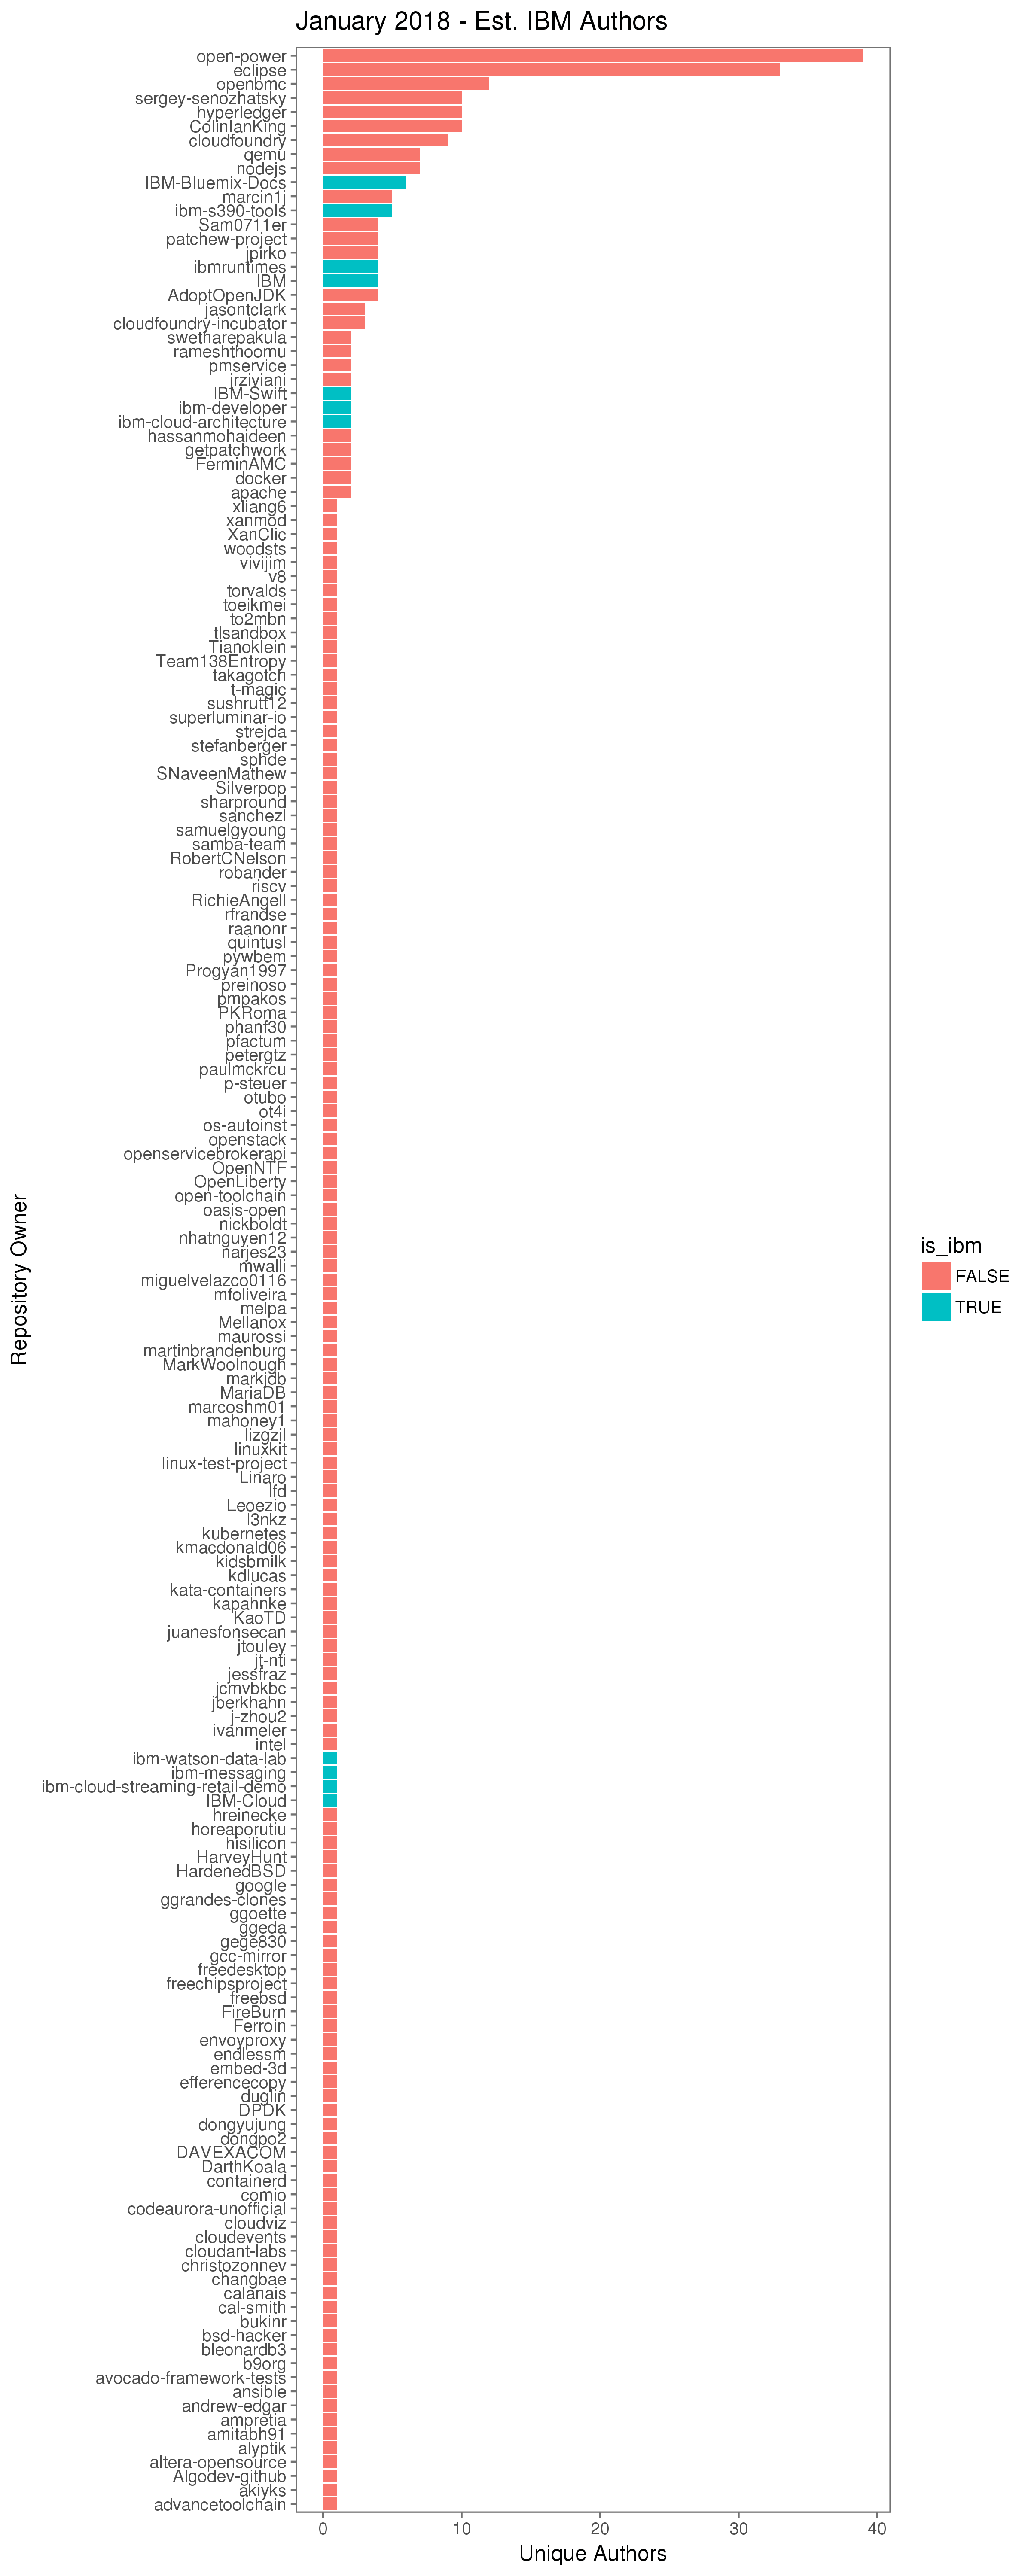 January 2018 - Est. IBM Authors
open-power
eclipse
openbmc
sergey-senozhatsky
hyperledger
ColinIanKing
cloudfoundry
qemu
nodejs
IBM-Bluemix-Docs
marcin1j
ibm-s390-tools
Sam0711er
patchew-project
jpirko
ibmruntimes
IBM
AdoptOpenJDK
jasontclark
cloudfoundry-incubator
swetharepakula
rameshthoomu
pmservice
jrziviani
IBM-Swift
ibm-developer
ibm-cloud-architecture
hassanmohaideen
getpatchwork
FerminAMC
docker
apache
xliang6
xanmod
XanClic
woodsts
vivijim
v8
torvalds
toeikmei
to2mbn
tlsandbox
Tianoklein
Team138Entropy
takagotch
t-magic
sushrutt12
superluminar-io
strejda
stefanberger
sphde
SNaveenMathew
Silverpop
sharpround
sanchezl
samuelgyoung
samba-team
RobertCNelson
robander
riscv
RichieAngell
rfrandse
raanonr
quintusl
pywbem
Progyan1997
preinoso
pmpakos
PKRoma
phanf30
pfactum
petergtz
paulmckrcu
p-steuer
otubo
ot4i
os-autoinst
openstack
openservicebrokerapi
OpenNTF
OpenLiberty
open-toolchain
oasis-open
nickboldt
nhatnguyen12
narjes23
mwalli
miguelvelazco0116
mfoliveira
melpa
Mellanox
maurossi
martinbrandenburg
MarkWoolnough
markjdb
MariaDB
marcoshm01
mahoney1
lizgzil
linuxkit
linux-test-project
Linaro
lfd
Leoezio
l3nkz
kubernetes
kmacdonald06
kidsbmilk
kdlucas
kata-containers
kapahnke
KaoTD
juanesfonsecan
jtouley
jt-nti
jessfraz
jcmvbkbc
jberkhahn
j-zhou2
ivanmeler
intel
ibm-watson-data-lab
ibm-messaging
ibm-cloud-streaming-retail-demo
IBM-Cloud
hreinecke
horeaporutiu
hisilicon
HarveyHunt
HardenedBSD
google
ggrandes-clones
ggoette
ggeda
gege830
gcc-mirror
freedesktop
freechipsproject
freebsd
FireBurn
Ferroin
envoyproxy
endlessm
embed-3d
efferencecopy
duglin
DPDK
dongyujung
dongpo2
DAVEXACOM
DarthKoala
containerd
comio
codeaurora-unofficial
cloudviz
cloudevents
cloudant-labs
christozonnev
changbae
calanais
cal-smith
bukinr
bsd-hacker
bleonardb3
b9org
avocado-framework-tests
ansible
andrew-edgar
ampretia
amitabh91
alyptik
altera-opensource
Algodev-github
akiyks
advancetoolchain
0 10 20 30 40
Unique Authors
Repository Owner
is_ibm
FALSE
TRUE